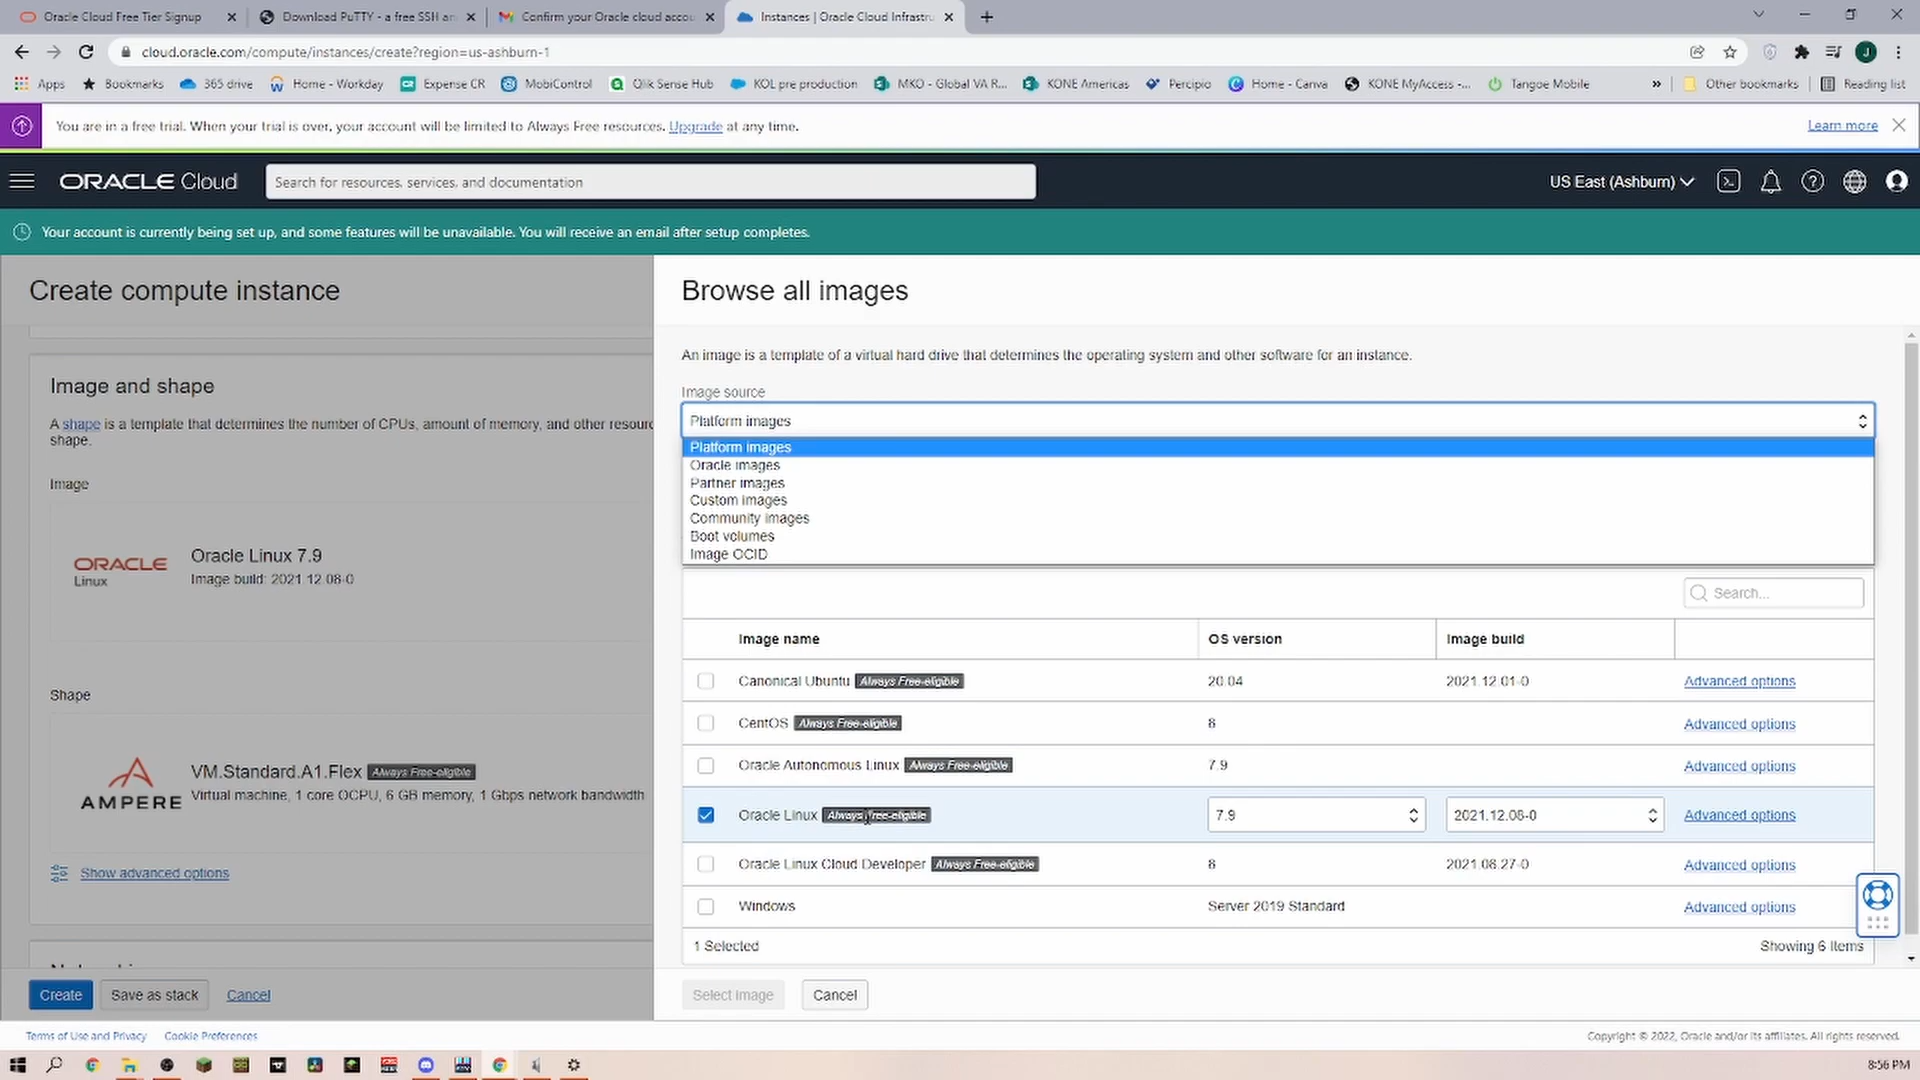 Oracle Cloud Free Tier Signup
Download PuTTY - a free SSH an
Confirm your Oracle cloud accou
Instances | Oracle Cloud Infrastru
cloud.oracle.com/compute/instances/create?region=us-ashburn-1
J
Apps
Bookmarks
365 drive
Home - Workday
Expense CR
MobiControl
Qlik Sense Hub
KOL pre production
MKO - Global VA R...
KONE Americas
Percipio
Home - Canva
KONE MyAccess -...
Tangoe Mobile
»
Other bookmarks
Reading list
You are in a free trial. When your trial is over, your account will be limited to Always Free resources. Upgrade at any time.
Learn more
ORACLE Cloud
Search for resources, services, and documentation
US East (Ashburn)
Your account is currently being set up, and some features will be unavailable. You will receive an email after setup completes.
Create compute instance
Image and shape
A shape is a template that determines the number of CPUs, amount of memory, and other resourc
shape.
Image
ORACLE
Linux
Oracle Linux 7.9
Image build: 2021.12.08-0
Shape
AMPERE
VM.Standard.A1.Flex Always Free-eligible
Virtual machine, 1 core OCPU, 6 GB memory, 1 Gbps network bandwidth
Show advanced options
Create
Save as stack
Cancel
Browse all images
An image is a template of a virtual hard drive that determines the operating system and other software for an instance.
Image source
Platform images
Platform images
Oracle images
Partner images
Custom images
Community images
Boot volumes
Image OCID
Search...
Image name OS version Image build
Canonical Ubuntu Always Free-eligible 20.04 2021.12.01-0 Advanced options
CentOS Always Free-eligible 8 Advanced options
Oracle Autonomous Linux Always Free-eligible 7.9 Advanced options
Oracle Linux Always Free-eligible 7.9 2021.12.08-0 Advanced options
Oracle Linux Cloud Developer Always Free-eligible 8 2021.08.27-0 Advanced options
Windows Server 2019 Standard Advanced options
1 Selected
Showing 6 Items
Select image
Cancel
Terms of Use and Privacy
Cookie Preferences
Copyright © 2022, Oracle and/or its affiliates. All rights reserved.
8:56 PM